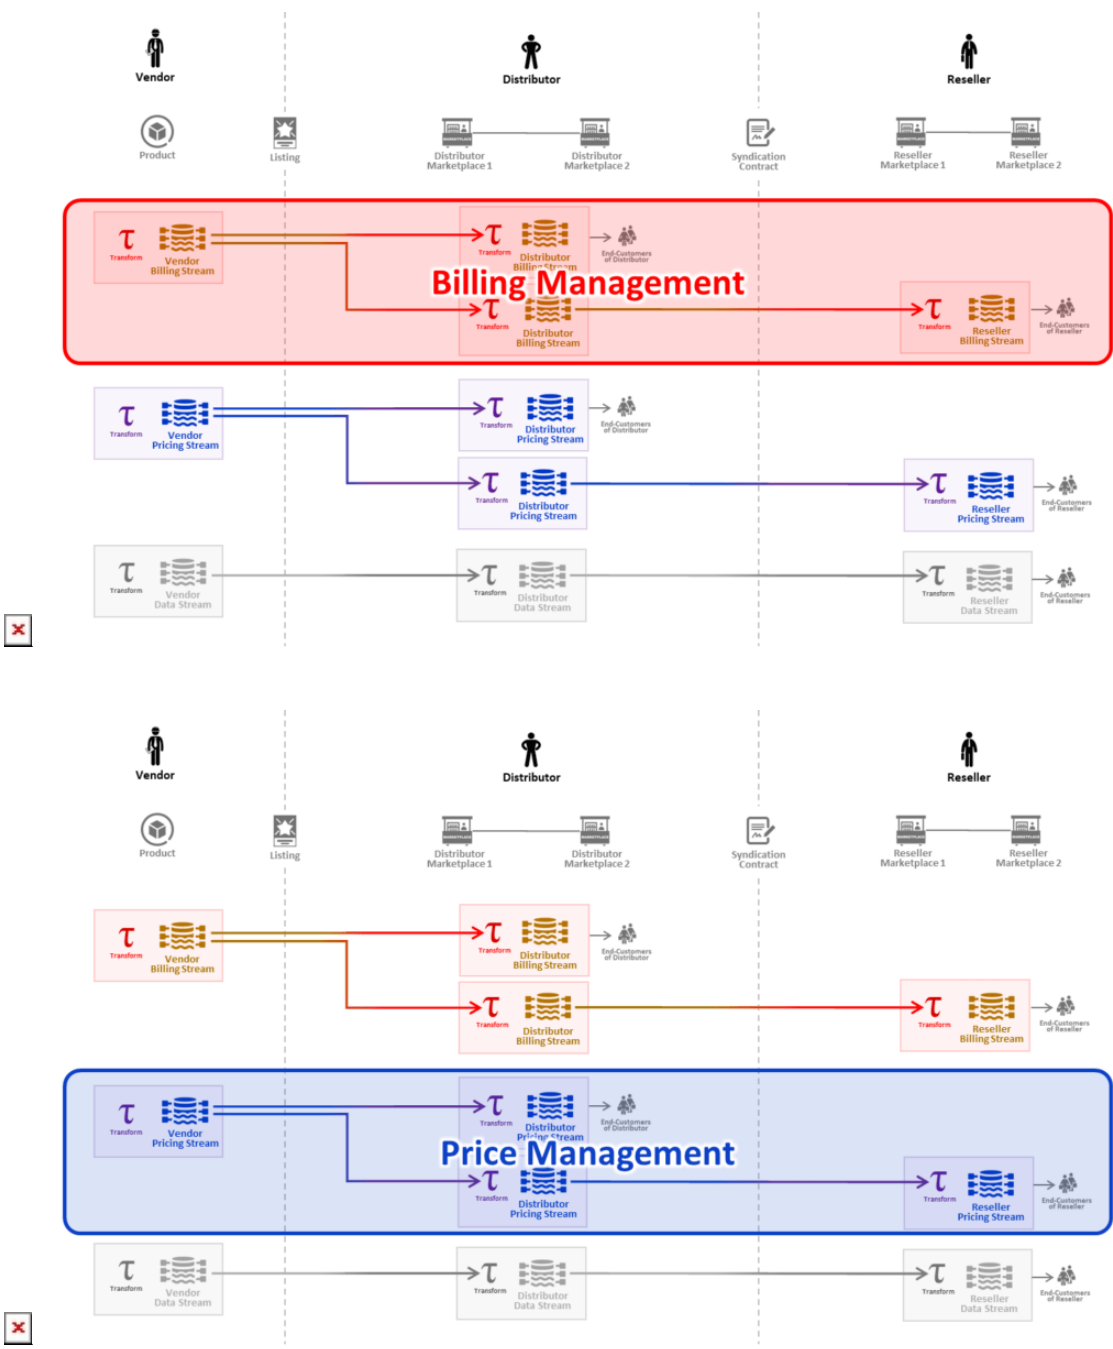 Vendor
Distributor
Reseller
Product
Listing
Distributor
Marketplace 1
Distributor
Marketplace 2
Syndication
Contract
Reseller
Marketplace 1
Reseller
Marketplace 2
τ
Transform
Vendor
Billing Stream
τ
Transform
Distributor
Billing Stream
End-Customers
of Distributor
Billing Management
τ
Transform
Distributor
Billing Stream
τ
Transform
Reseller
Billing Stream
End-Customers
of Reseller
τ
Transform
Vendor
Pricing Stream
τ
Transform
Distributor
Pricing Stream
End-Customers
of Distributor
τ
Transform
Distributor
Pricing Stream
τ
Transform
Reseller
Pricing Stream
End-Customers
of Reseller
τ
Transform
Vendor
Data Stream
τ
Transform
Distributor
Data Stream
τ
Transform
Reseller
Data Stream
End-Customers
of Reseller
Vendor
Distributor
Reseller
Product
Listing
Distributor
Marketplace 1
Distributor
Marketplace 2
Syndication
Contract
Reseller
Marketplace 1
Reseller
Marketplace 2
τ
Transform
Vendor
Billing Stream
τ
Transform
Distributor
Billing Stream
End-Customers
of Distributor
τ
Transform
Distributor
Billing Stream
τ
Transform
Reseller
Billing Stream
End-Customers
of Reseller
τ
Transform
Vendor
Pricing Stream
τ
Transform
Distributor
Pricing Stream
End-Customers
of Distributor
Price Management
τ
Transform
Distributor
Pricing Stream
τ
Transform
Reseller
Pricing Stream
End-Customers
of Reseller
τ
Transform
Vendor
Data Stream
τ
Transform
Distributor
Data Stream
τ
Transform
Reseller
Data Stream
End-Customers
of Reseller